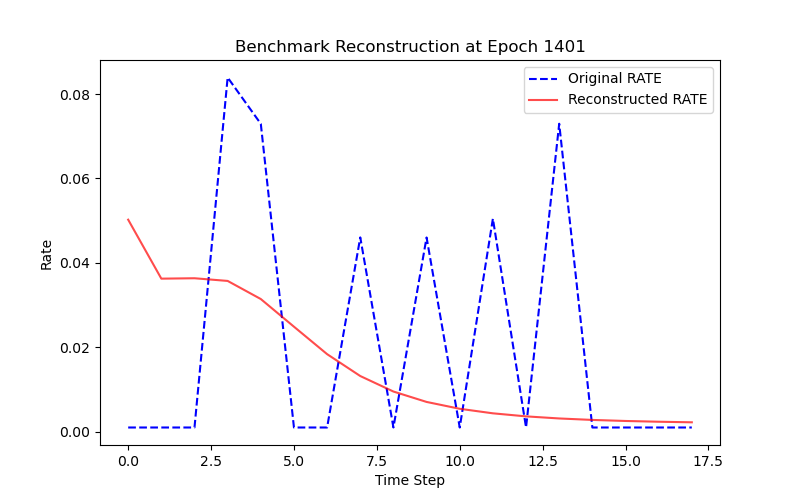 Benchmark Reconstruction at Epoch 1401
Original RATE
Reconstructed RATE
0.08
0.06
0.04
0.02
0.00
Rate
0.0
2.5
5.0
7.5
10.0
12.5
15.0
17.5
Time Step